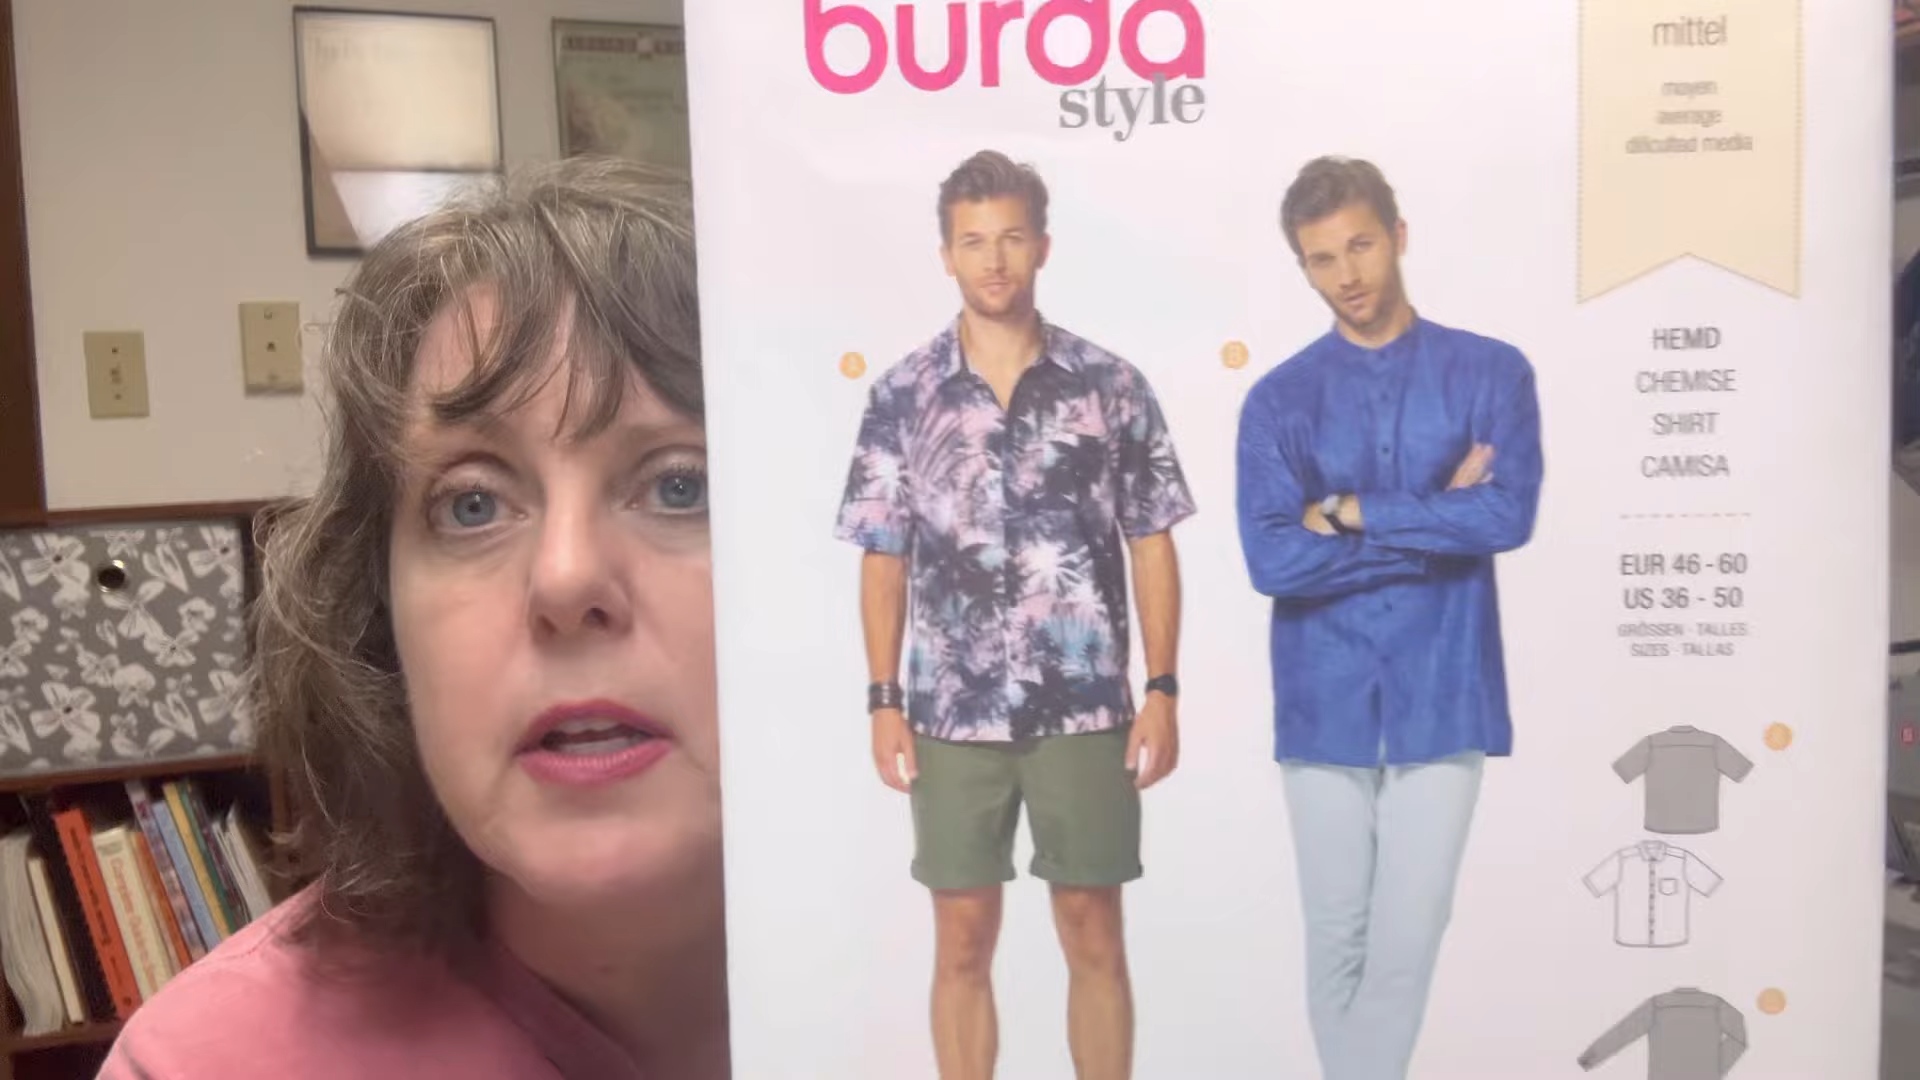 burda
style
mittel
moyen
average
dificultad media
A
B
HEMD
CHEMISE
SHIRT
CAMISA
EUR 46 - 60
US 36 - 50
GRÖSSEN · TALLES
SIZES · TALLAS